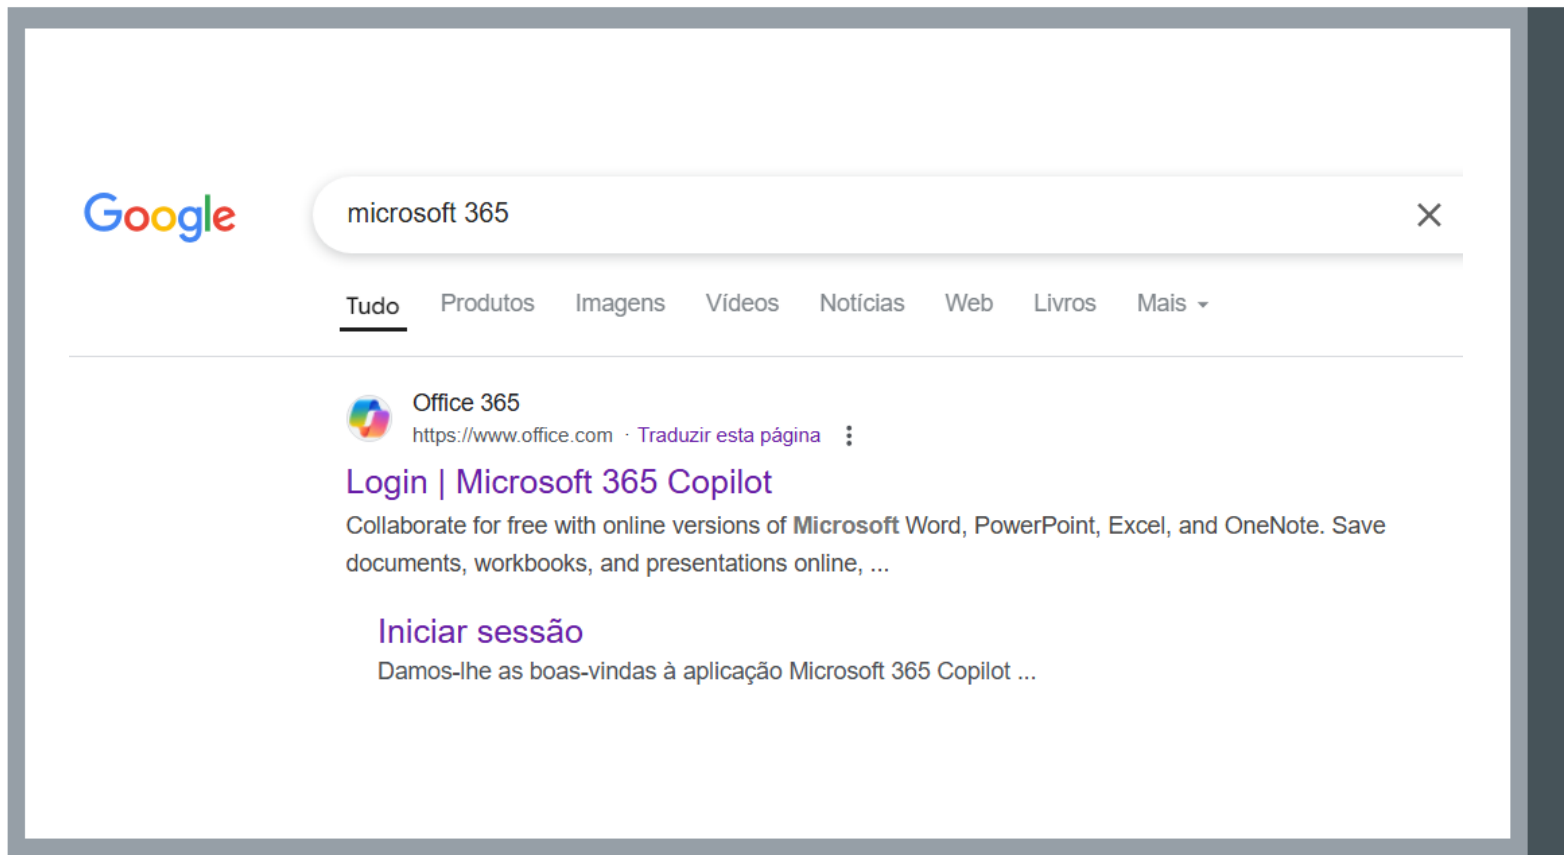 Google microsoft 365
Tudo Produtos Imagens Vídeos Notícias Web Livros Mais
Office 365
https://www.office.com · Traduzir esta página
Login | Microsoft 365 Copilot
Collaborate for free with online versions of Microsoft Word, PowerPoint, Excel, and OneNote. Save
documents, workbooks, and presentations online, ...
Iniciar sessão
Damos-lhe as boas-vindas à aplicação Microsoft 365 Copilot ...